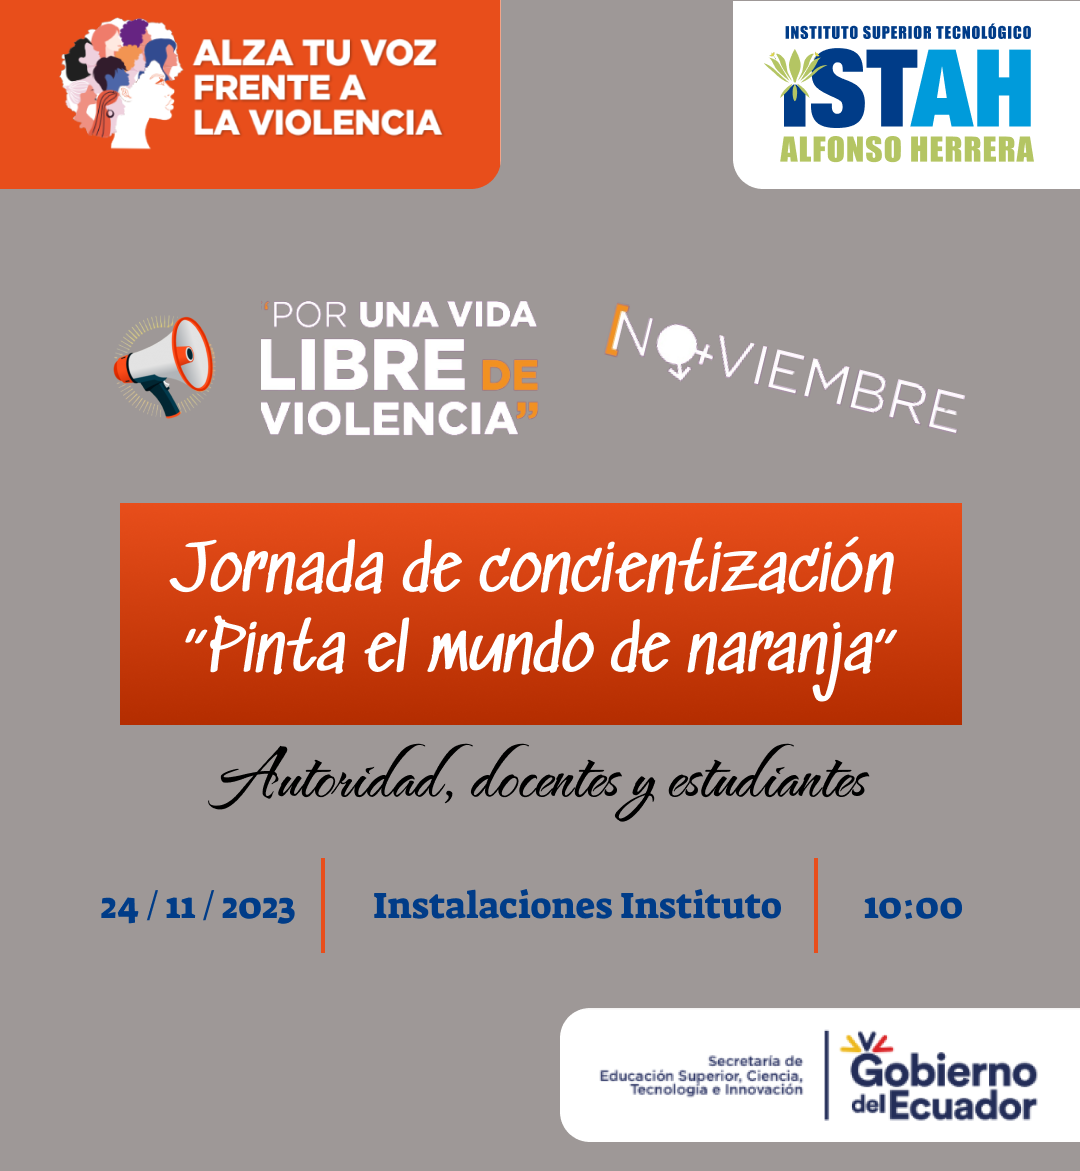 ALZA TU VOZ
FRENTE A
LA VIOLENCIA
INSTITUTO SUPERIOR TECNOLÓGICO
ISTAH
ALFONSO HERRERA
“POR UNA VIDA
LIBRE DE
VIOLENCIA”
NOVIEMBRE
Jornada de concientización
"Pinta el mundo de naranja"
Autoridad, docentes y estudiantes
24 / 11 / 2023
Instalaciones Instituto
10:00
Secretaría de
Educación Superior, Ciencia,
Tecnología e Innovación
Gobierno
del Ecuador